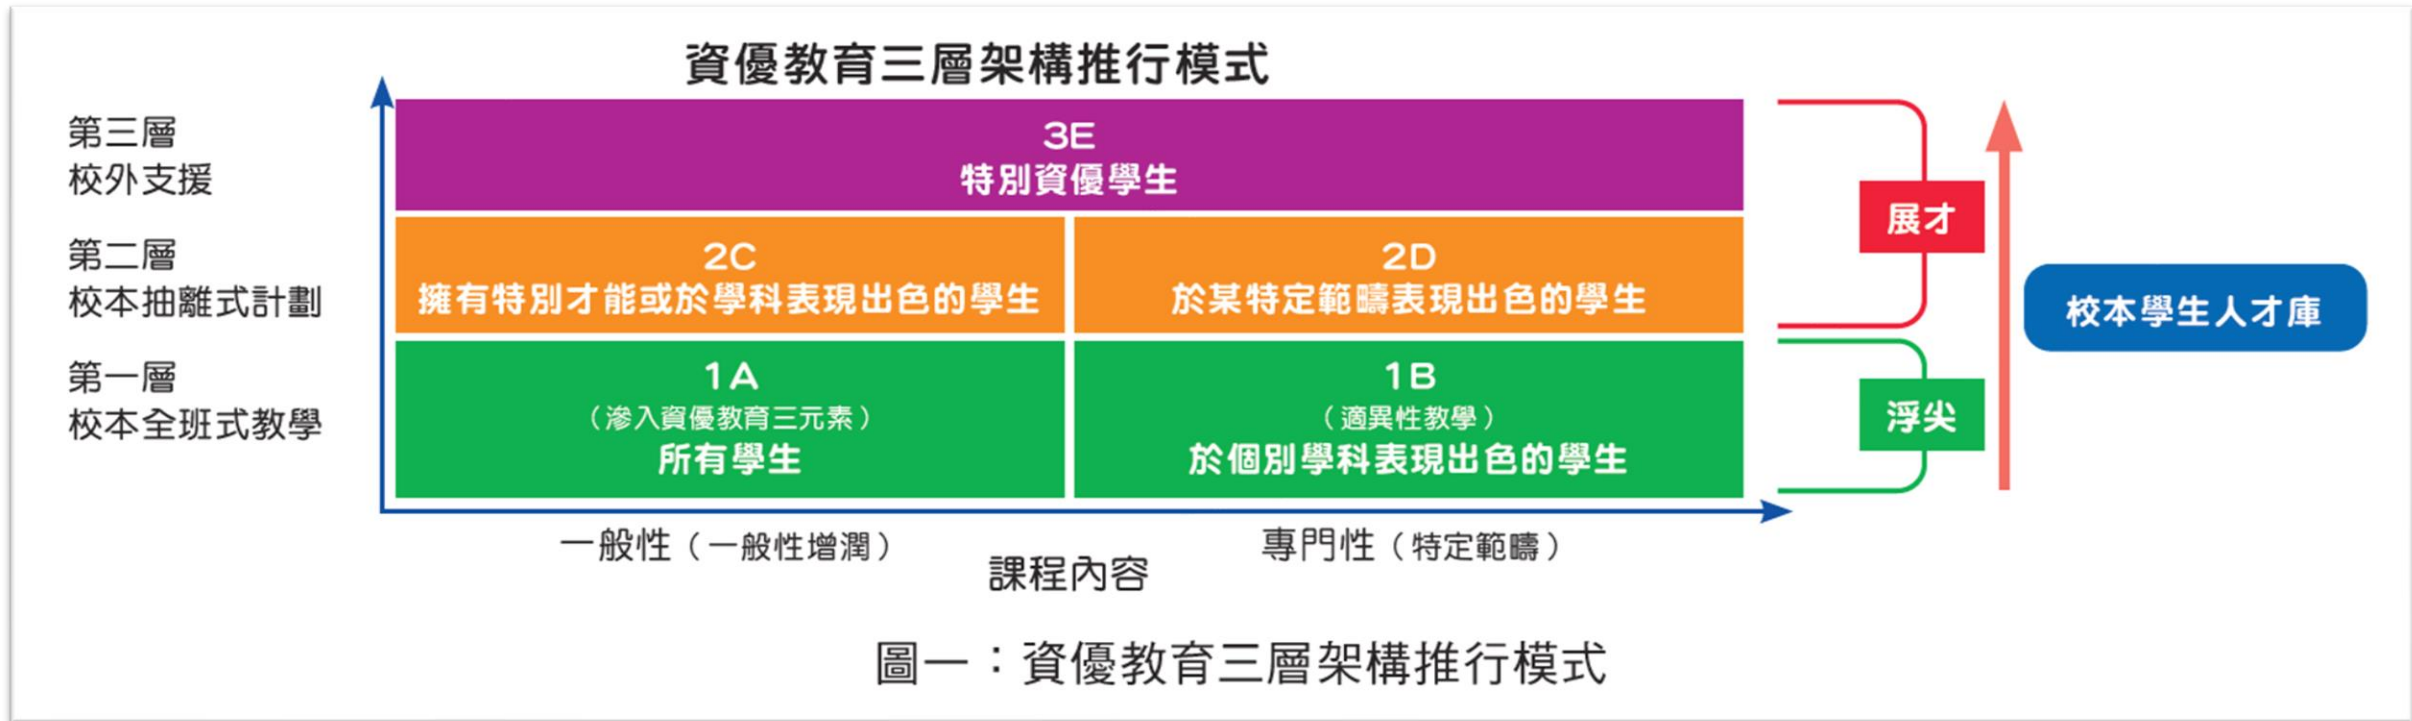 資優教育三層架構推行模式
第三層
校外支援
3E
特別資優學生
展才
第二層
校本抽離式計劃
2C
擁有特別才能或於學科表現出色的學生
2D
於某特定範疇表現出色的學生
校本學生人才庫
第一層
校本全班式教學
1A
（滲入資優教育三元素）
所有學生
1B
（適異性教學）
於個別學科表現出色的學生
浮尖
一般性（一般性增潤）
專門性（特定範疇）
課程內容
圖一：資優教育三層架構推行模式